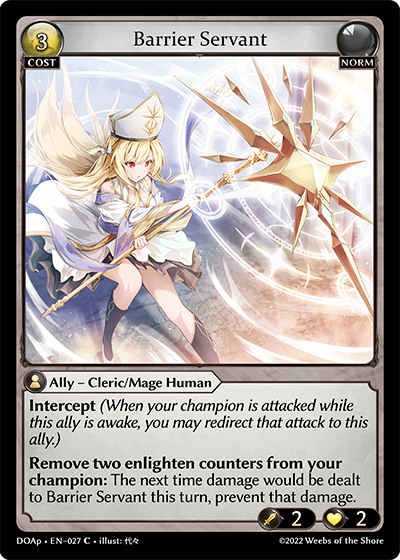 3
COST
Barrier Servant
NORM
Ally – Cleric/Mage Human
Intercept (When your champion is attacked while
this ally is awake, you may redirect that attack to this
ally.)
Remove two enlighten counters from your
champion: The next time damage would be dealt
to Barrier Servant this turn, prevent that damage.
2
2
DOAp • EN-027 C • illust: 代々
©2022 Weebs of the Shore